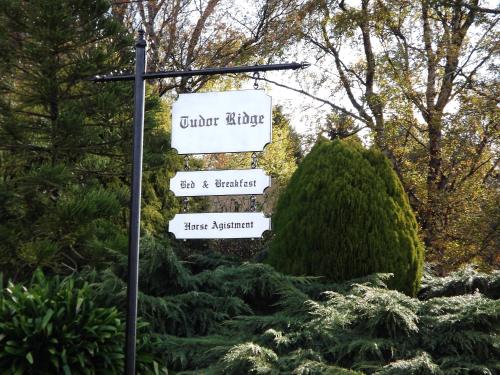 Tudor Ridge
Bed & Breakfast
Horse Agistment